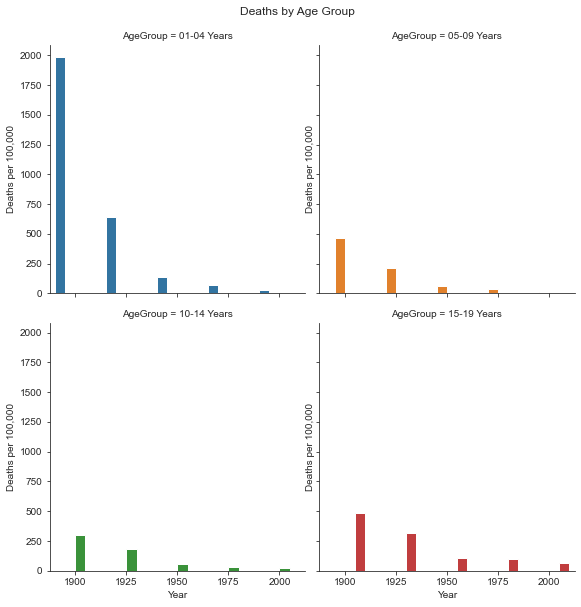 Deaths by Age Group
AgeGroup = 01-04 Years
AgeGroup = 05-09 Years
2000
1750
1500
1250
1000
750
500
250
0
Deaths per 100,000
Deaths per 100,000
AgeGroup = 10-14 Years
AgeGroup = 15-19 Years
2000
1750
1500
1250
1000
750
500
250
0
Deaths per 100,000
Deaths per 100,000
1900 1925 1950 1975 2000
1900 1925 1950 1975 2000
Year
Year